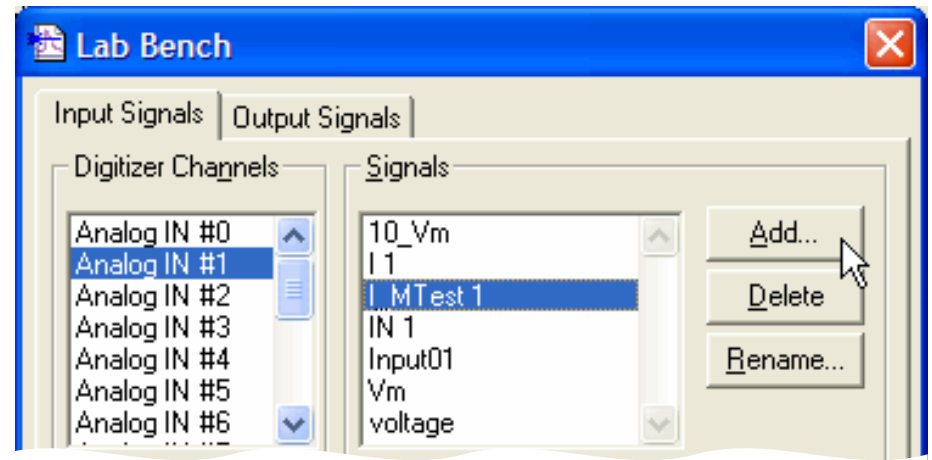 Lab Bench
Input Signals
Output Signals
Digitizer Channels
Analog IN #0
Analog IN #1
Analog IN #2
Analog IN #3
Analog IN #4
Analog IN #5
Analog IN #6
Signals
10_Vm
I 1
I_MTest 1
IN 1
Input01
Vm
voltage
Add...
Delete
Rename...